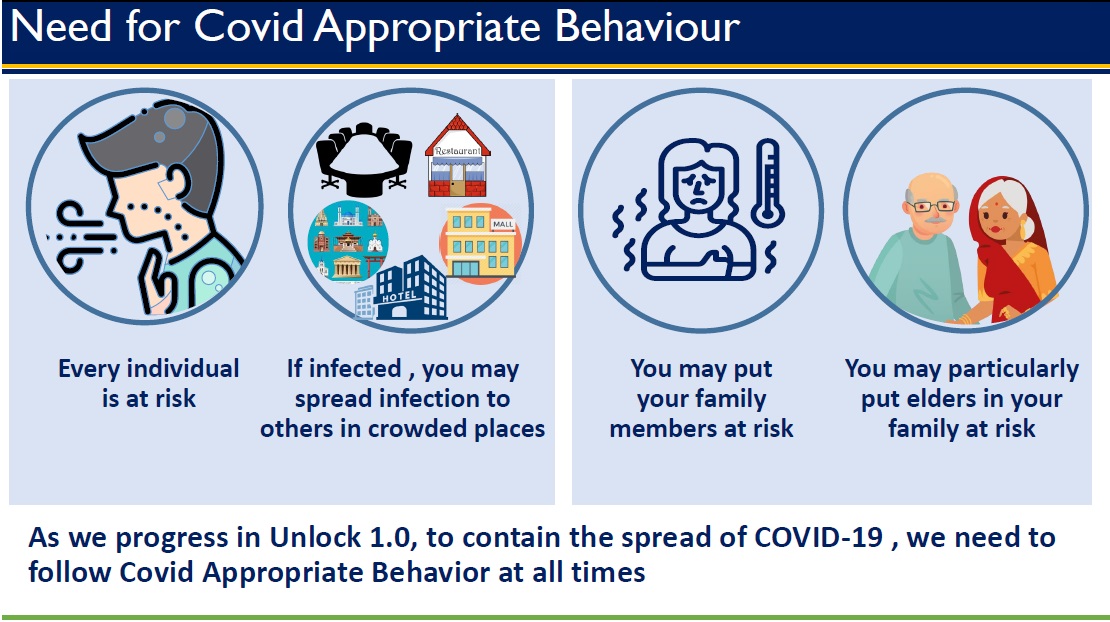 Need for Covid Appropriate Behaviour
Restaurant
MALL
HOTEL
Every individual
is at risk
If infected , you may
spread infection to
others in crowded places
You may put
your family
members at risk
You may particularly
put elders in your
family at risk
As we progress in Unlock 1.0, to contain the spread of COVID-19 , we need to
follow Covid Appropriate Behavior at all times